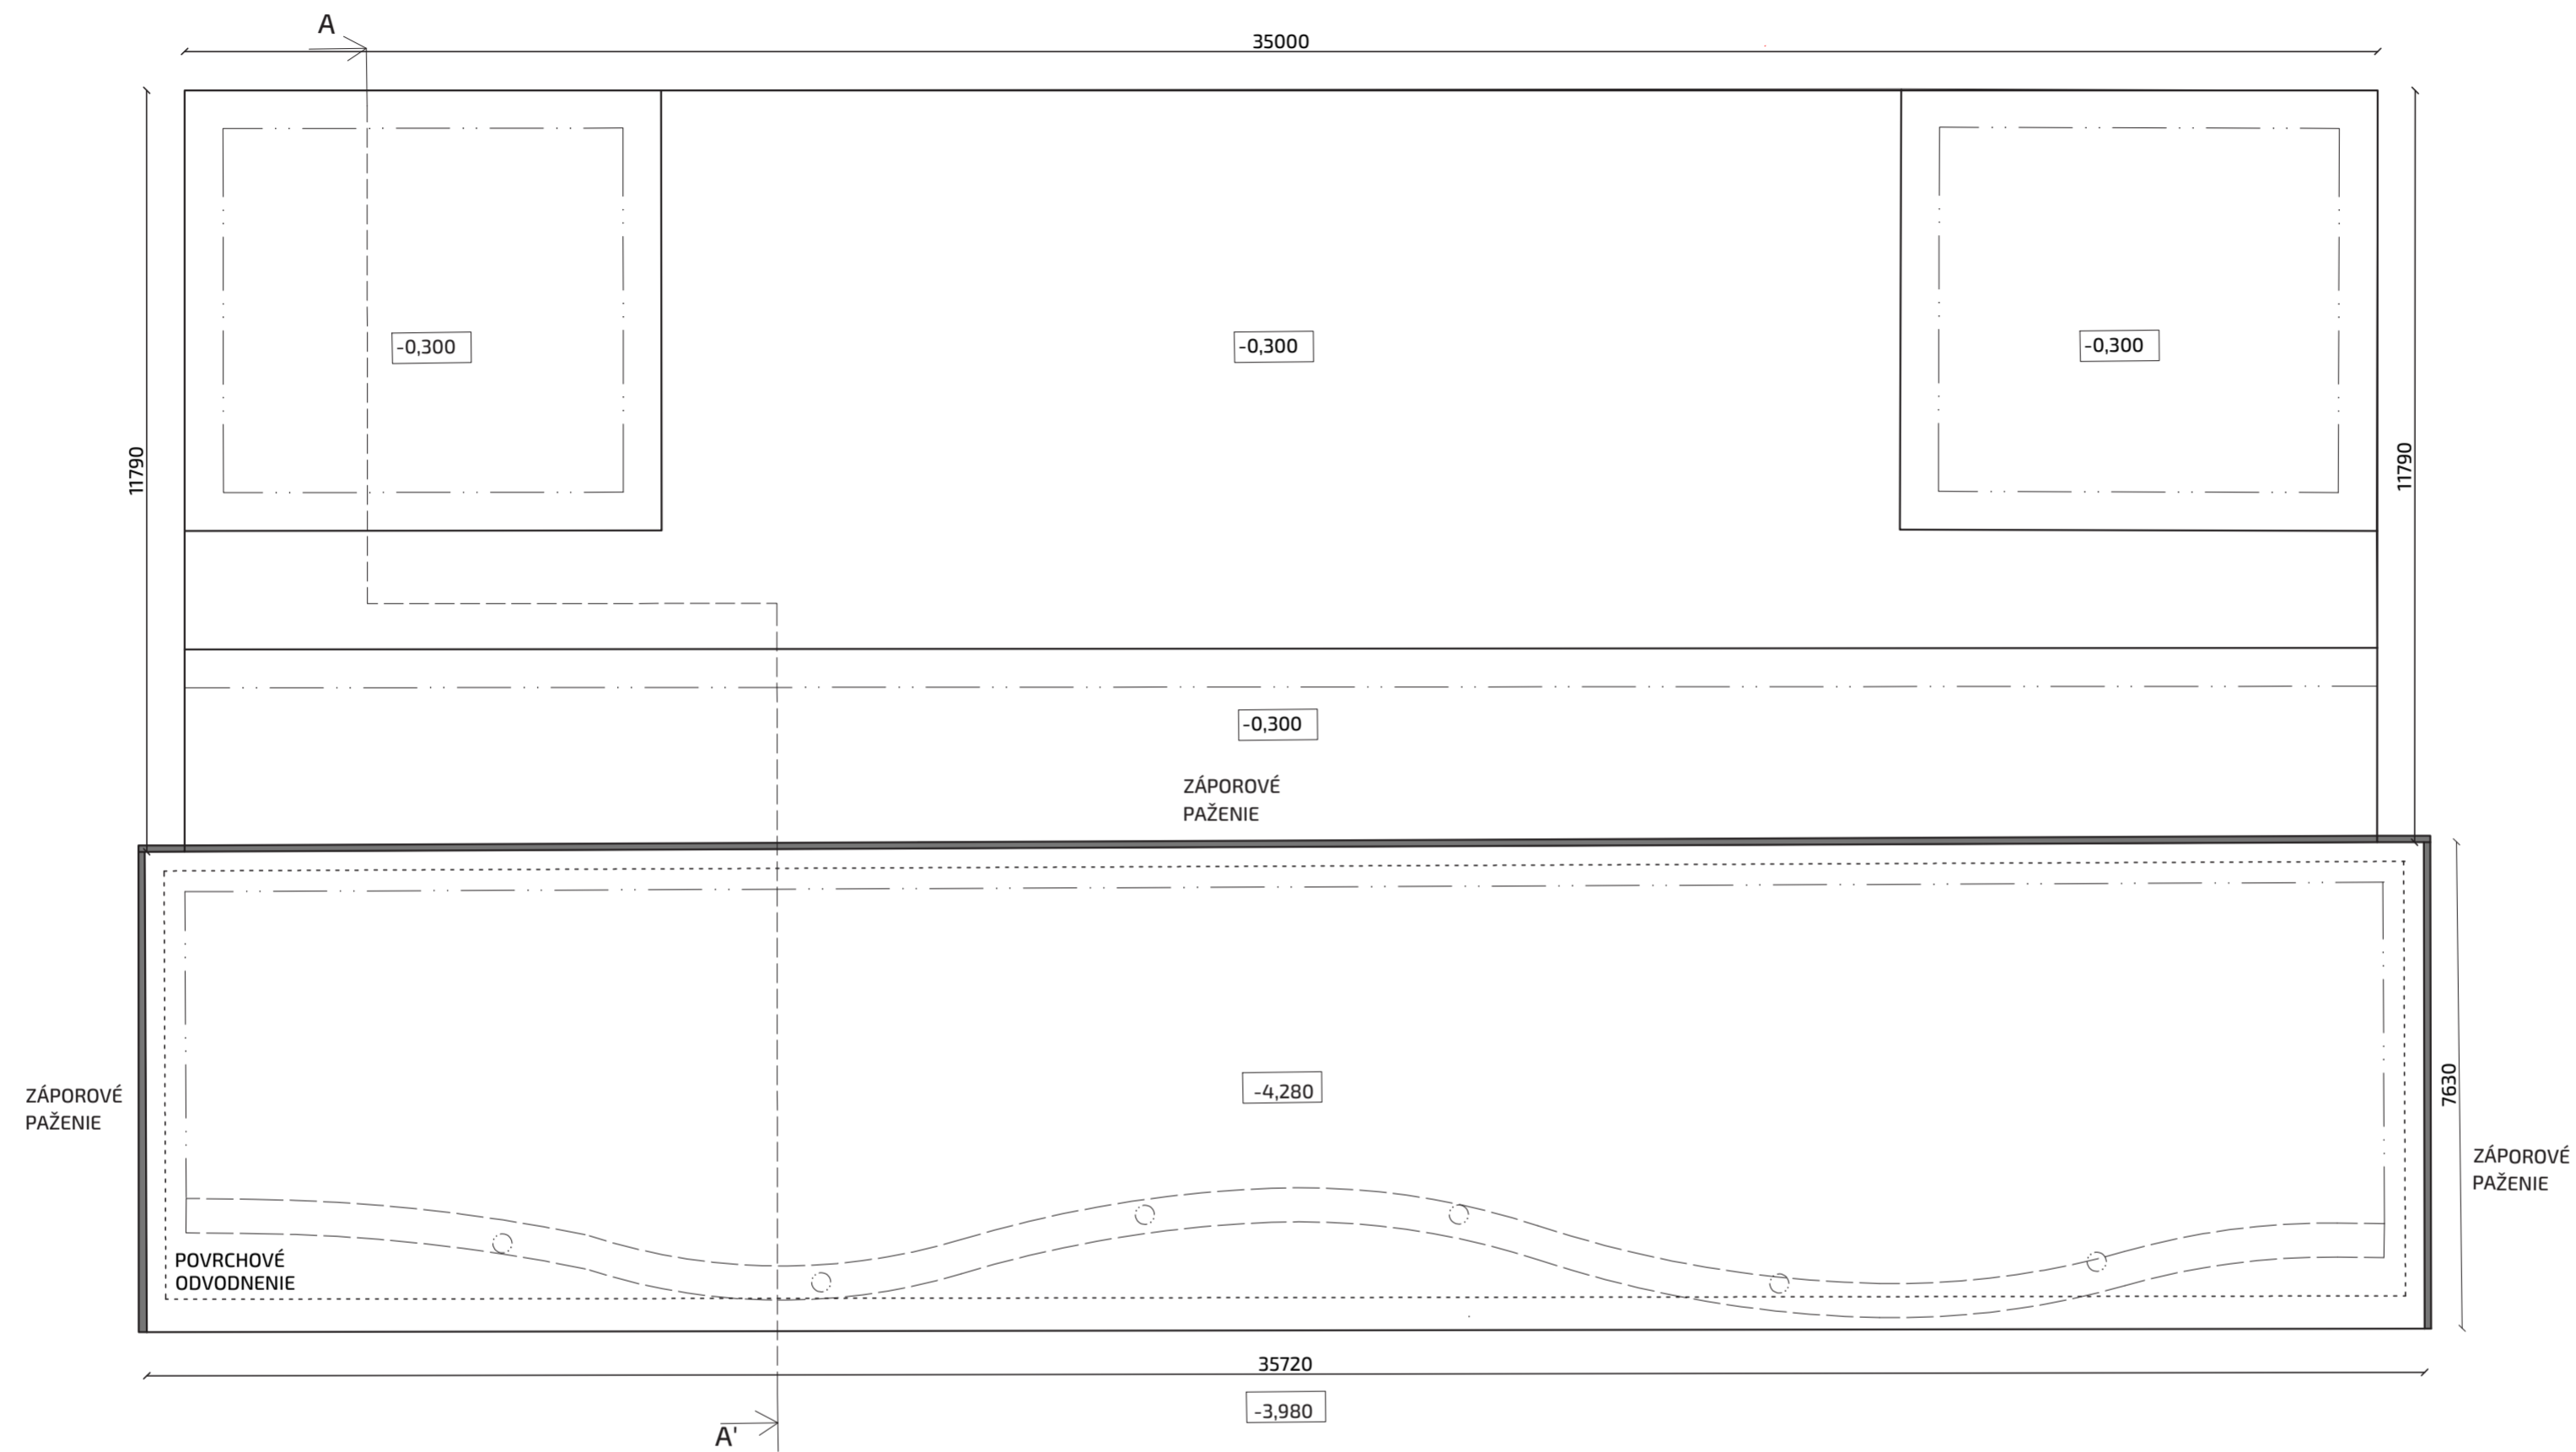 A
35000
-0,300
-0,300
-0,300
11790
11790
-0,300
ZÁPOROVÉ
PAŽENIE
-4,280
7630
ZÁPOROVÉ
PAŽENIE
ZÁPOROVÉ
PAŽENIE
POVRCHOVÉ
ODVODNENIE
35720
-3,980
A'